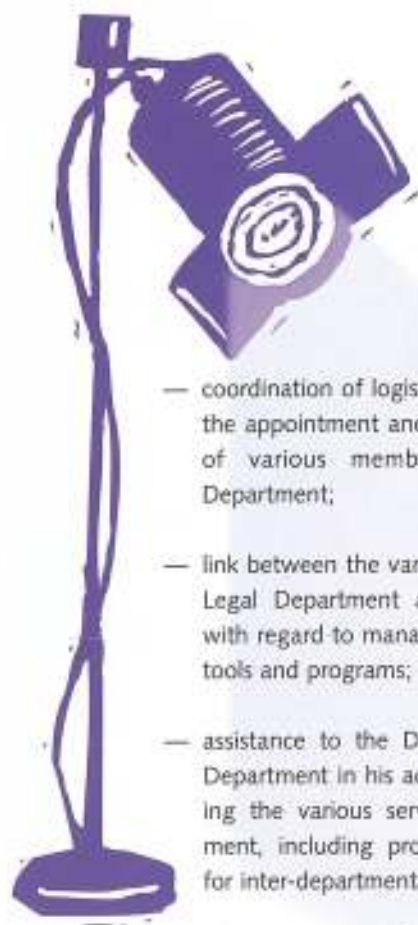 — coordination of logis
the appointment and
of various memb
Department;
— link between the var
Legal Department a
with regard to mana
tools and programs;
— assistance to the D
Department in his a
ing the various serv
ment, including pro
for inter-department